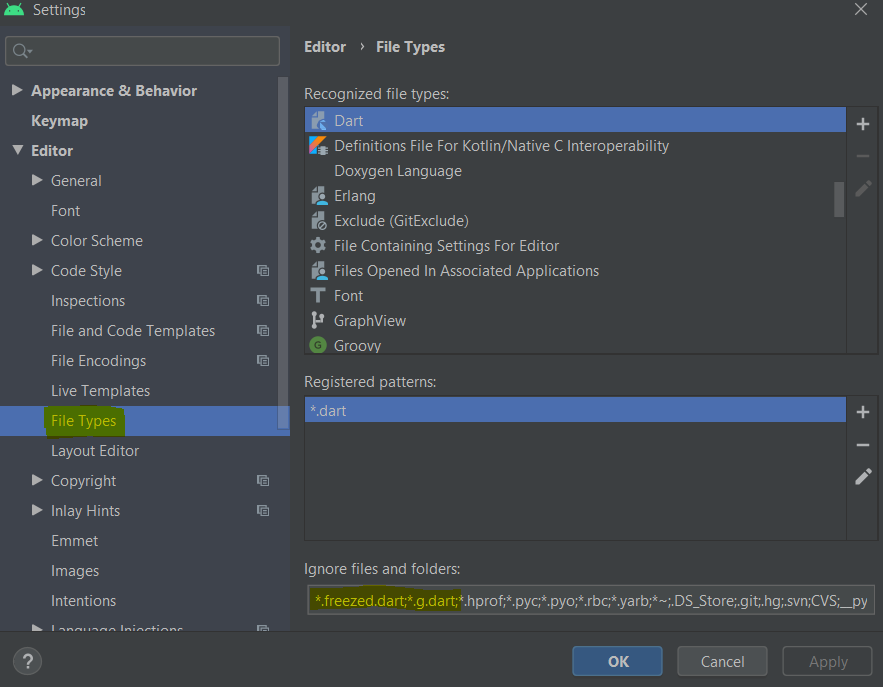 Settings
Editor › File Types
Appearance & Behavior
Keymap
Editor
General
Font
Color Scheme
Code Style
Inspections
File and Code Templates
File Encodings
Live Templates
File Types
Layout Editor
Copyright
Inlay Hints
Emmet
Images
Intentions
Language Injections
Recognized file types:
Dart
Definitions File For Kotlin/Native C Interoperability
Doxygen Language
Erlang
Exclude (GitExclude)
File Containing Settings For Editor
Files Opened In Associated Applications
Font
GraphView
G Groovy
Registered patterns:
*.dart
Ignore files and folders:
*.freezed.dart;*.g.dart;*.hprof;*.pyc;*.pyo;*.rbc;*.yarb;*~;.DS_Store;.git;.hg;.svn;CVS;__py
?
OK
Cancel
Apply